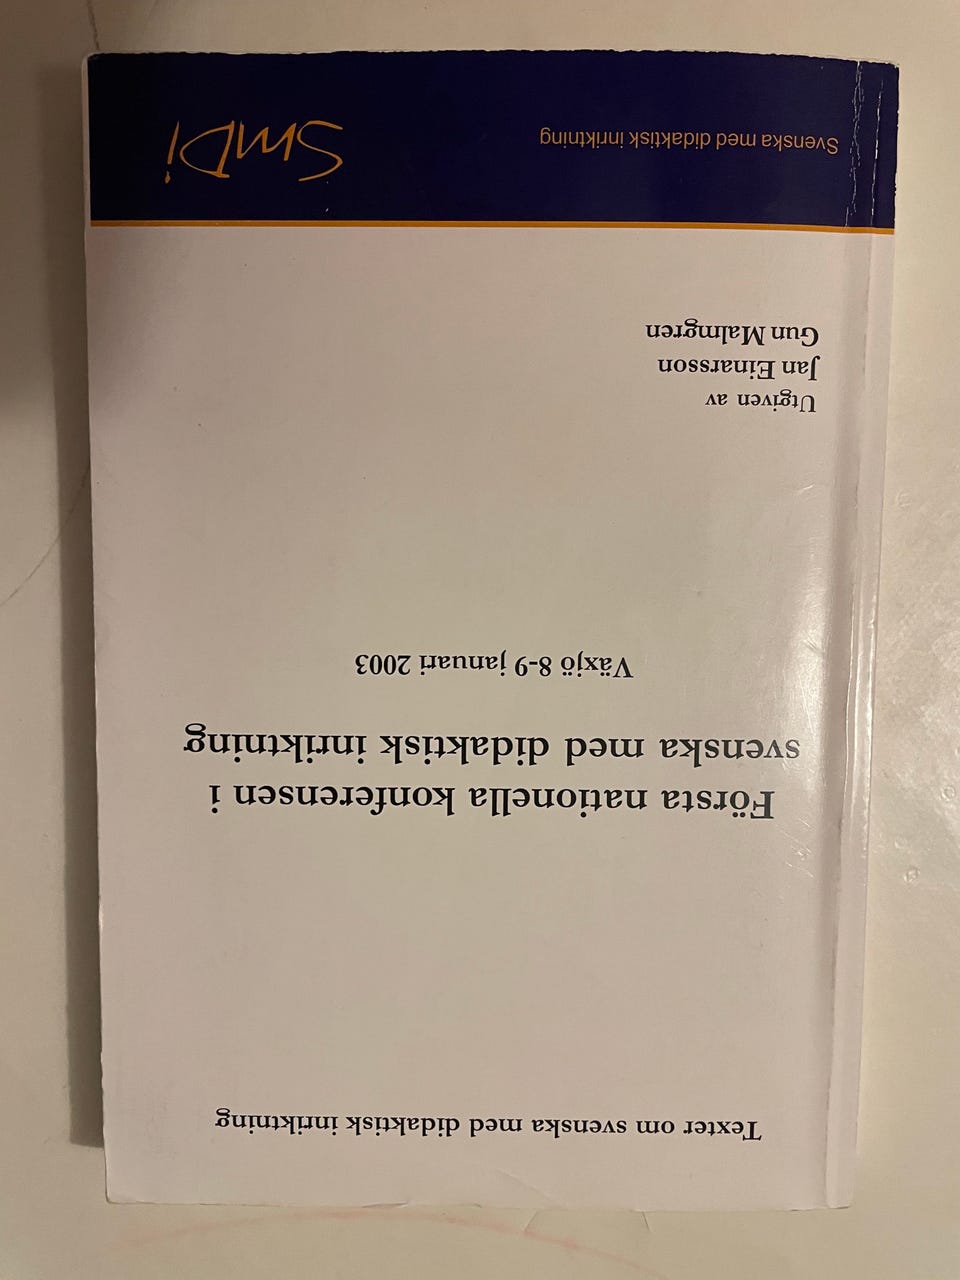 Texter om svenska med didaktisk inriktning
Första nationella konferensen i
svenska med didaktisk inriktning
Växjö 8-9 januari 2003
Utgiven av
Jan Einarsson
Gun Malmgren
Svenska med didaktisk inriktning
SMDI